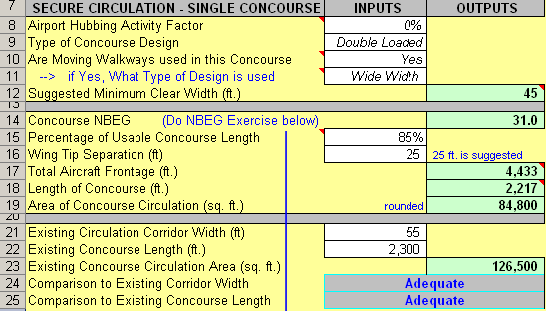 7 SECURE CIRCULATION - SINGLE CONCOURSE INPUTS OUTPUTS
8 Airport Hubbing Activity Factor 0%
9 Type of Concourse Design Double Loaded
10 Are Moving Walkways used in this Concourse Yes
11 --> if Yes, What Type of Design is used Wide Width
12 Suggested Minimum Clear Width (ft.) 45
13
14 Concourse NBEG (Do NBEG Exercise below) 31.0
15 Percentage of Usable Concourse Length 85%
16 Wing Tip Separation (ft) 25 25 ft. is suggested
17 Total Aircraft Frontage (ft.) 4,433
18 Length of Concourse (ft.) 2,217
19 Area of Concourse Circulation (sq. ft.) rounded 84,800
20
21 Existing Circulation Corridor Width (ft) 55
22 Existing Concourse Length (ft.) 2,300
23 Existing Concourse Circulation Area (sq. ft.) 126,500
24 Comparison to Existing Corridor Width Adequate
25 Comparison to Existing Concourse Length Adequate